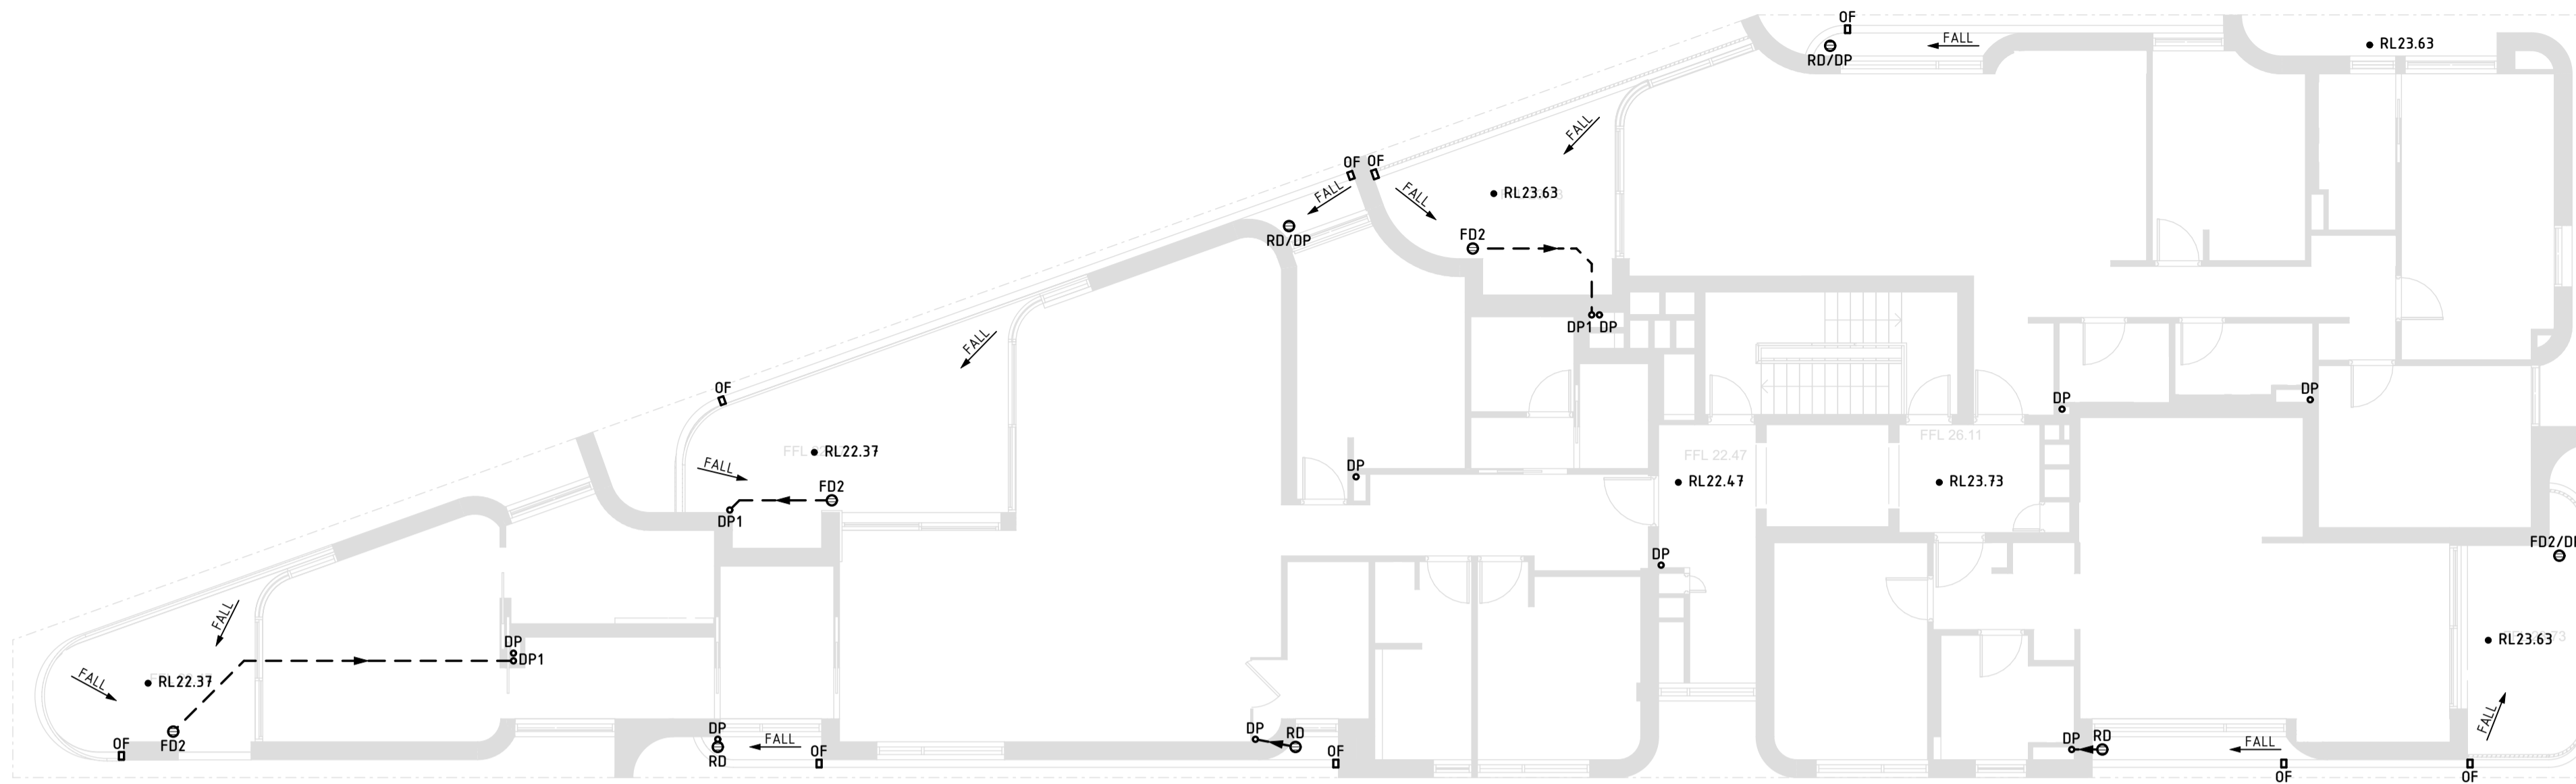 OF
FALL
RD/DP
RL23.63
FALL
OF OF
FALL
FALL
RL23.63
RD/DP
FD2
DP1 DP
FALL
OF
DP
DP
FFL 26.11
RL22.37
FFL 22.47
FALL
DP
RL22.47
RL23.73
FD2
DP1
FD2/D
DP
FALL
DP
DP1
RL23.63
FALL
RL22.37
FALL
DP
DP
RD
DP
RD
FD2
OF
FALL
OF
FALL
RD
OF
OF
OF